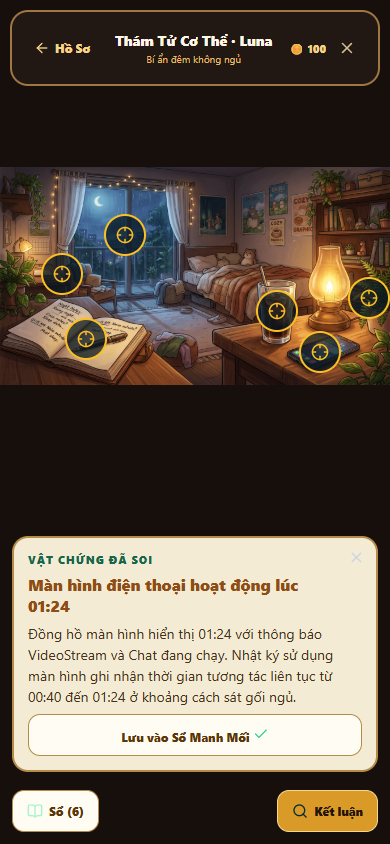 Hồ Sơ
Thám Tử Cơ Thể · Luna
Bí ẩn đêm không ngủ
100
VẬT CHỨNG ĐÃ SOI
Màn hình điện thoại hoạt động lúc
01:24
Đồng hồ màn hình hiển thị 01:24 với thông báo
VideoStream và Chat đang chạy. Nhật ký sử dụng
màn hình ghi nhận thời gian tương tác liên tục từ
00:40 đến 01:24 ở khoảng cách sát gối ngủ.
Lưu vào Sổ Manh Mối
Sổ (6)
Kết luận